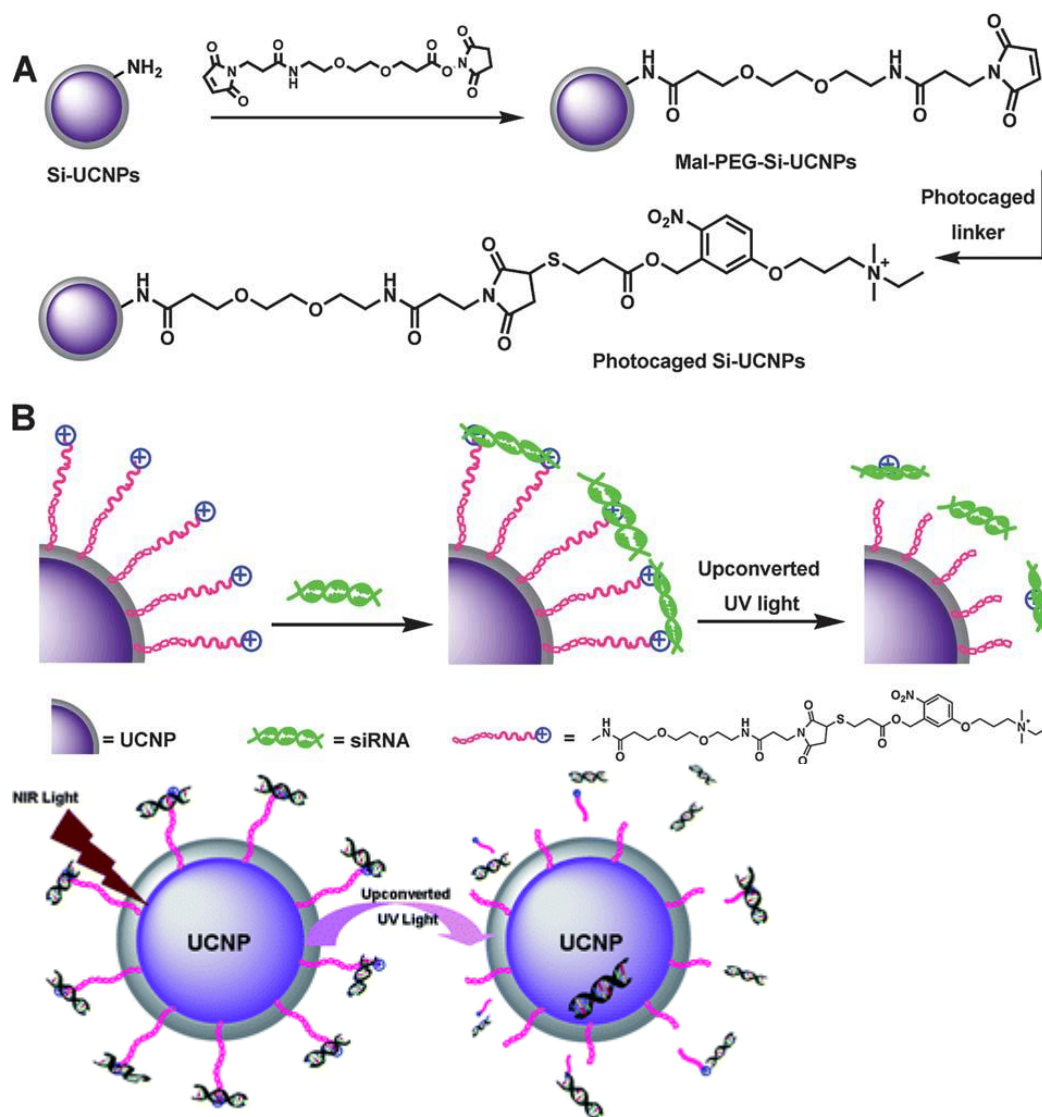 A
NH₂
Si-UCNPs
Mal-PEG-Si-UCNPs
Photocaged
linker
Photocaged Si-UCNPs
B
Upconverted
UV light
= UCNP
= siRNA
=
NIR Light
UCNP
Upconverted
UV Light
UCNP